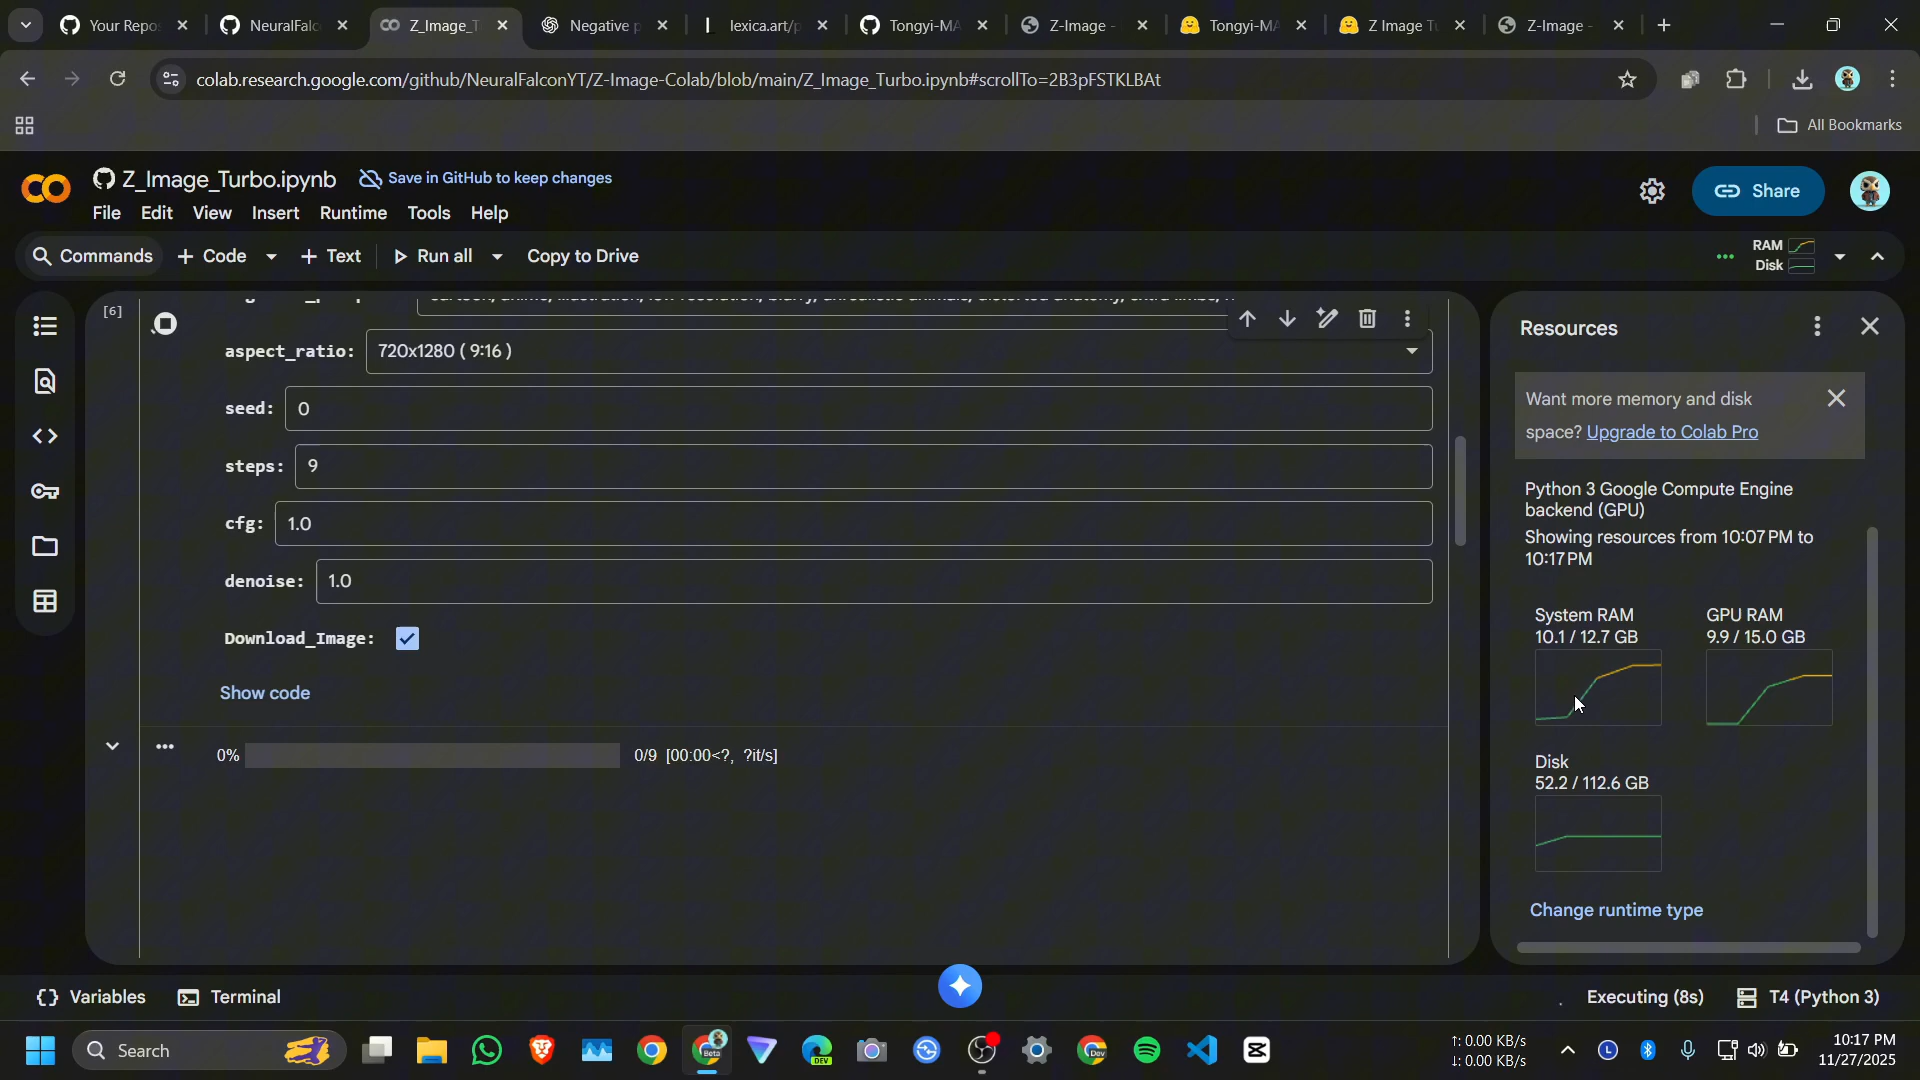 Your Repo
NeuralFalc
Z_Image_T
Negative p
lexica.art/p
Tongyi-MA
Z-Image -
Tongyi-MA
Z Image Tu
Z-Image -
colab.research.google.com/github/NeuralFalconYT/Z-Image-Colab/blob/main/Z_Image_Turbo.ipynb#scrollTo=2B3pFSTKLBAt
All Bookmarks
Z_Image_Turbo.ipynb
Save in GitHub to keep changes
File Edit View Insert Runtime Tools Help
Share
Commands + Code + Text Run all Copy to Drive
RAM
Disk
[6]
aspect_ratio: 720x1280 ( 9:16 )
seed: 0
steps: 9
cfg: 1.0
denoise: 1.0
Download_Image:
Show code
0% 0/9 [00:00<?, ?it/s]
Resources
Want more memory and disk
space? Upgrade to Colab Pro
Python 3 Google Compute Engine
backend (GPU)
Showing resources from 10:07 PM to
10:17 PM
System RAM
10.1 / 12.7 GB
GPU RAM
9.9 / 15.0 GB
Disk
52.2 / 112.6 GB
Change runtime type
{} Variables Terminal
Executing (8s) T4 (Python 3)
Search
Beta
DEV
Dev
↑: 0.00 KB/s
↓: 0.00 KB/s
10:17 PM
11/27/2025